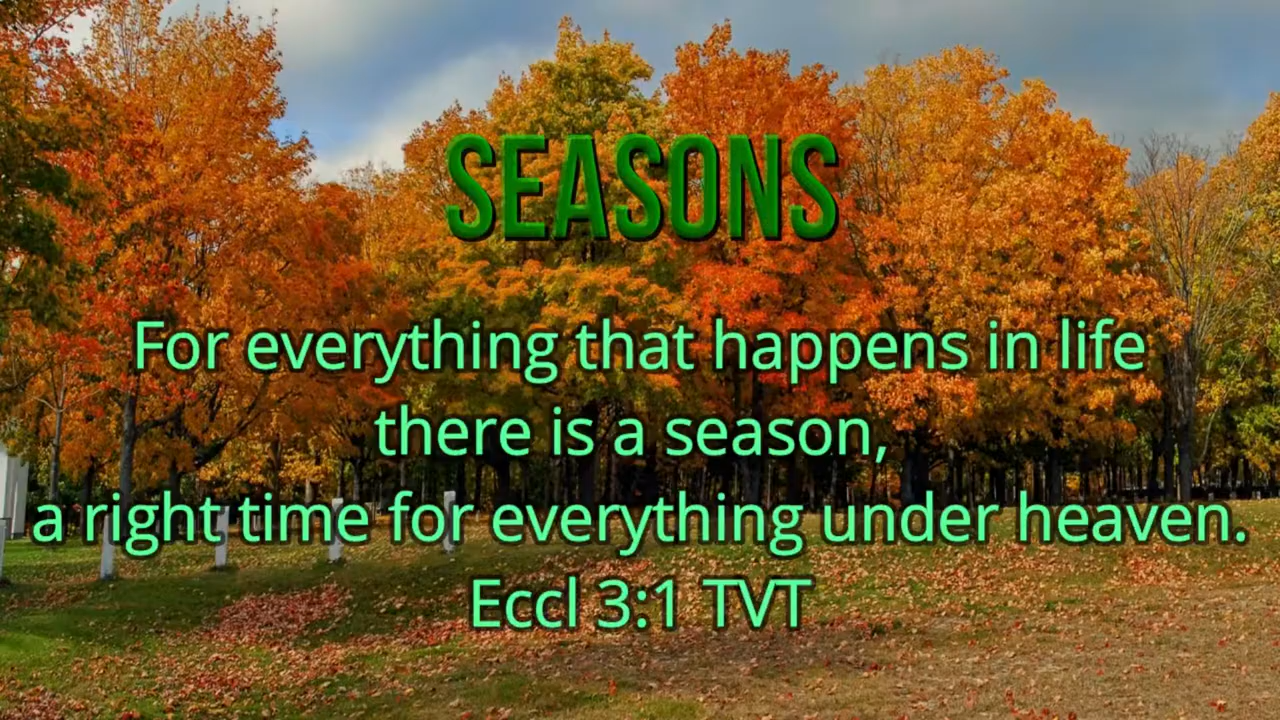 SEASONS
For everything that happens in life
there is a season,
a right time for everything under heaven.
Eccl 3:1 TVT